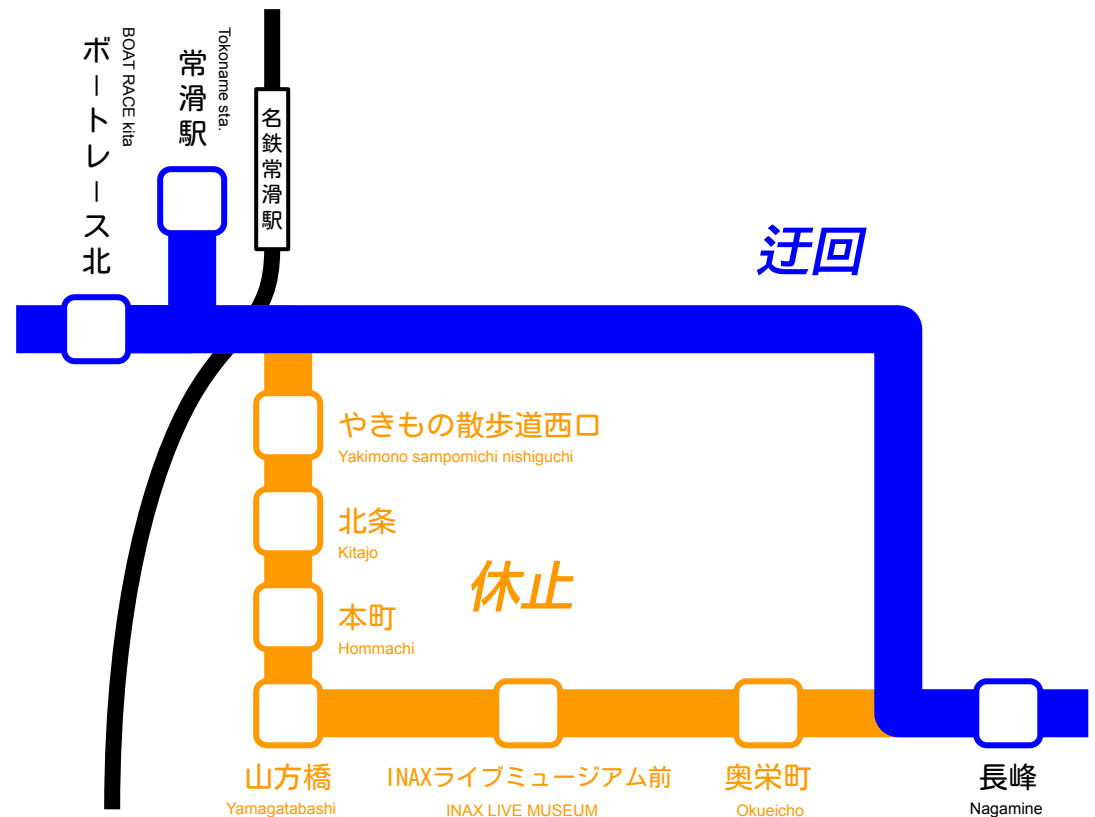 ボートレース北
BOAT RACE kita
常滑駅
Tokoname sta.
名鉄常滑駅
迂回
やきもの散歩道西口
Yakimono sampomichi nishiguchi
北条
Kitajo
休止
本町
Hommachi
山方橋
Yamagatabashi
INAXライブミュージアム前
INAX LIVE MUSEUM
奥栄町
Okueicho
長峰
Nagamine